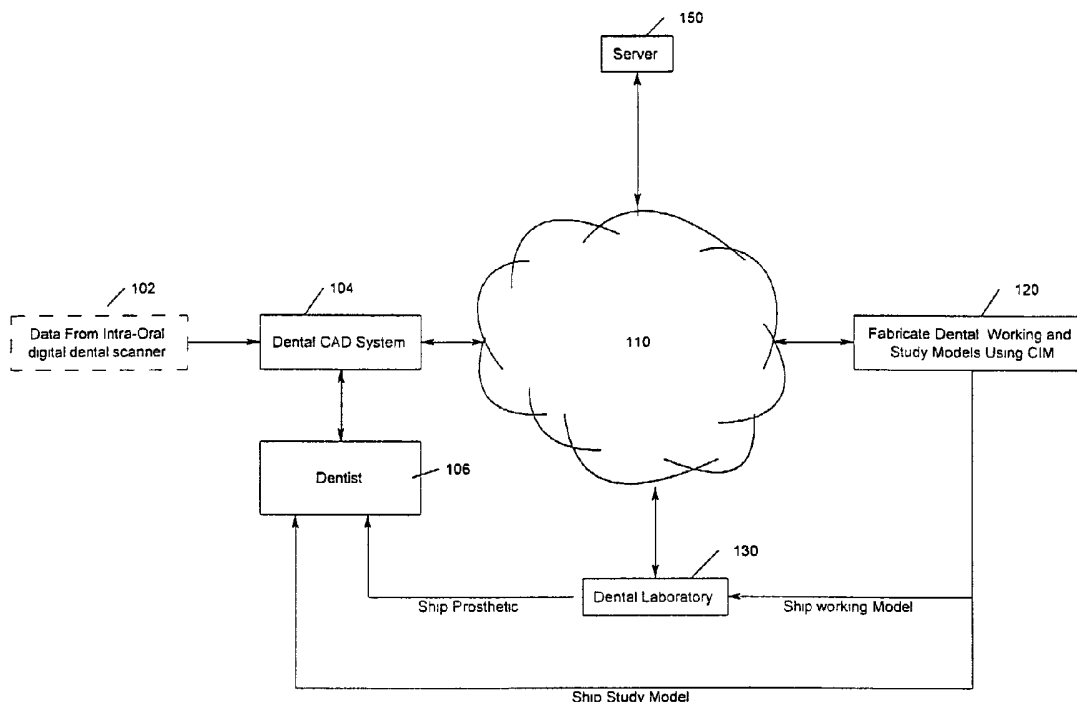 150
Server
102
104
120
Data From Intra-Oral
digital dental scanner
Dental CAD System
110
Fabricate Dental Working and
Study Models Using CIM
Dentist
106
130
Dental Laboratory
Ship Prosthetic
Ship working Model
Ship Study Model